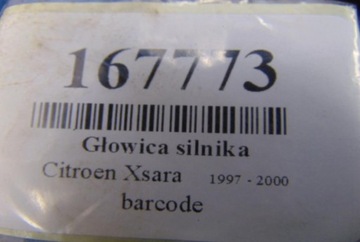 167773
Głowica silnika
Citroen Xsara 1997 - 2000
barcode